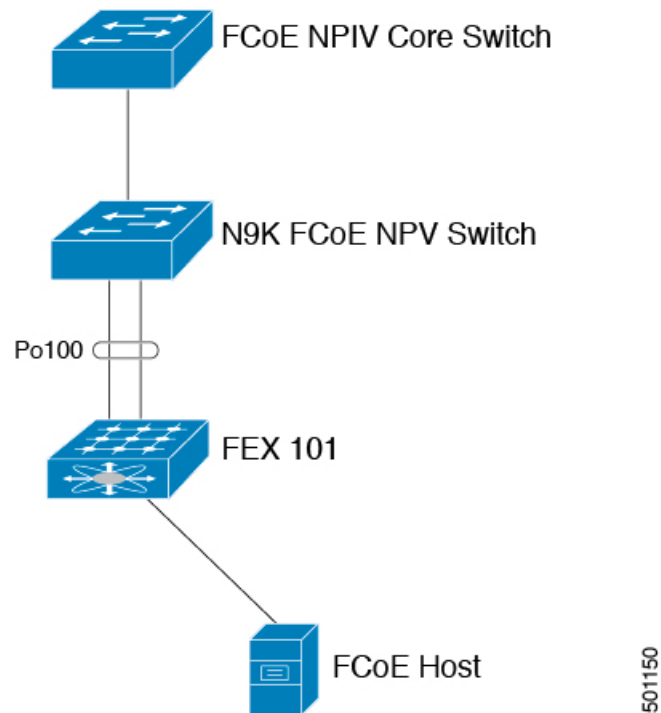 FCoE NPIV Core Switch
N9K FCoE NPV Switch
Po100
FEX 101
FCoE Host
501150